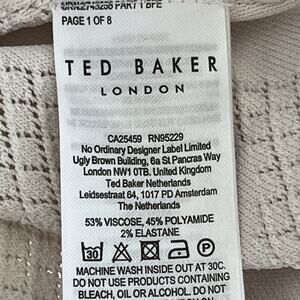 PART 1 BFE
PAGE 1 OF 8
TED BAKER
LONDON
CA25459 RN95229
No Ordinary Designer Label Limited
Ugly Brown Building, 6a St Pancras Way
London NW1 0TB. United Kingdom
Ted Baker Netherlands
Leidsestraat 64, 1017 PD Amsterdam
The Netherlands
53% VISCOSE, 45% POLYAMIDE
2% ELASTANE
30
P
MACHINE WASH INSIDE OUT AT 30C.
DO NOT USE PRODUCTS CONTAINING
BLEACH, OIL OR ALCOHOL. DO NOT